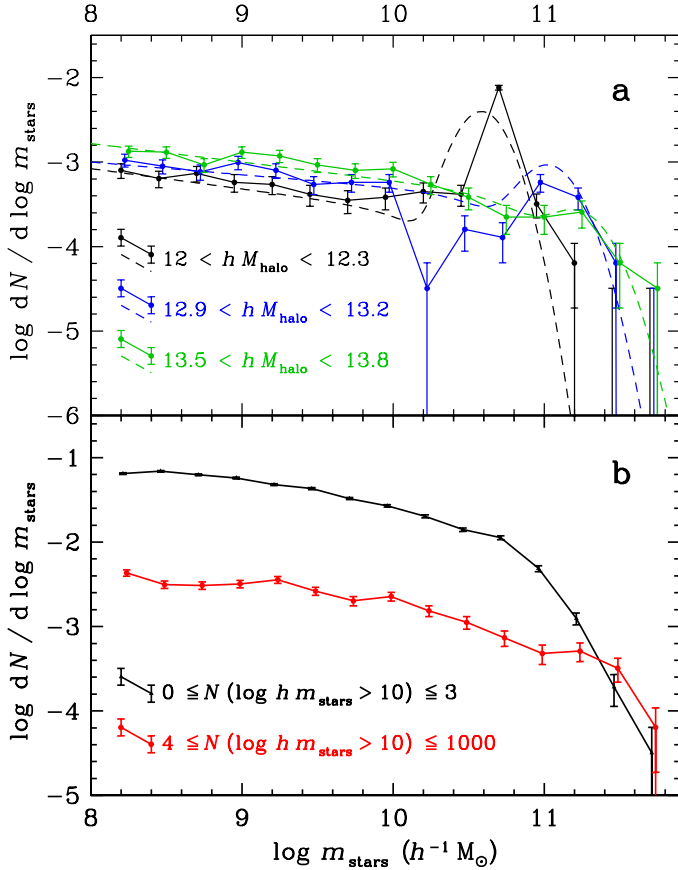 8 9 10 11
−2
a
−3
−4
−5
−6
log dN / d log m_stars
12 < h M_halo < 12.3
12.9 < h M_halo < 13.2
13.5 < h M_halo < 13.8
−1
b
−2
−3
−4
−5
log dN / d log m_stars
0 ≦ N (log h m_stars > 10) ≦ 3
4 ≦ N (log h m_stars > 10) ≦ 1000
8 9 10 11
log m_stars (h⁻¹ M_⊙)